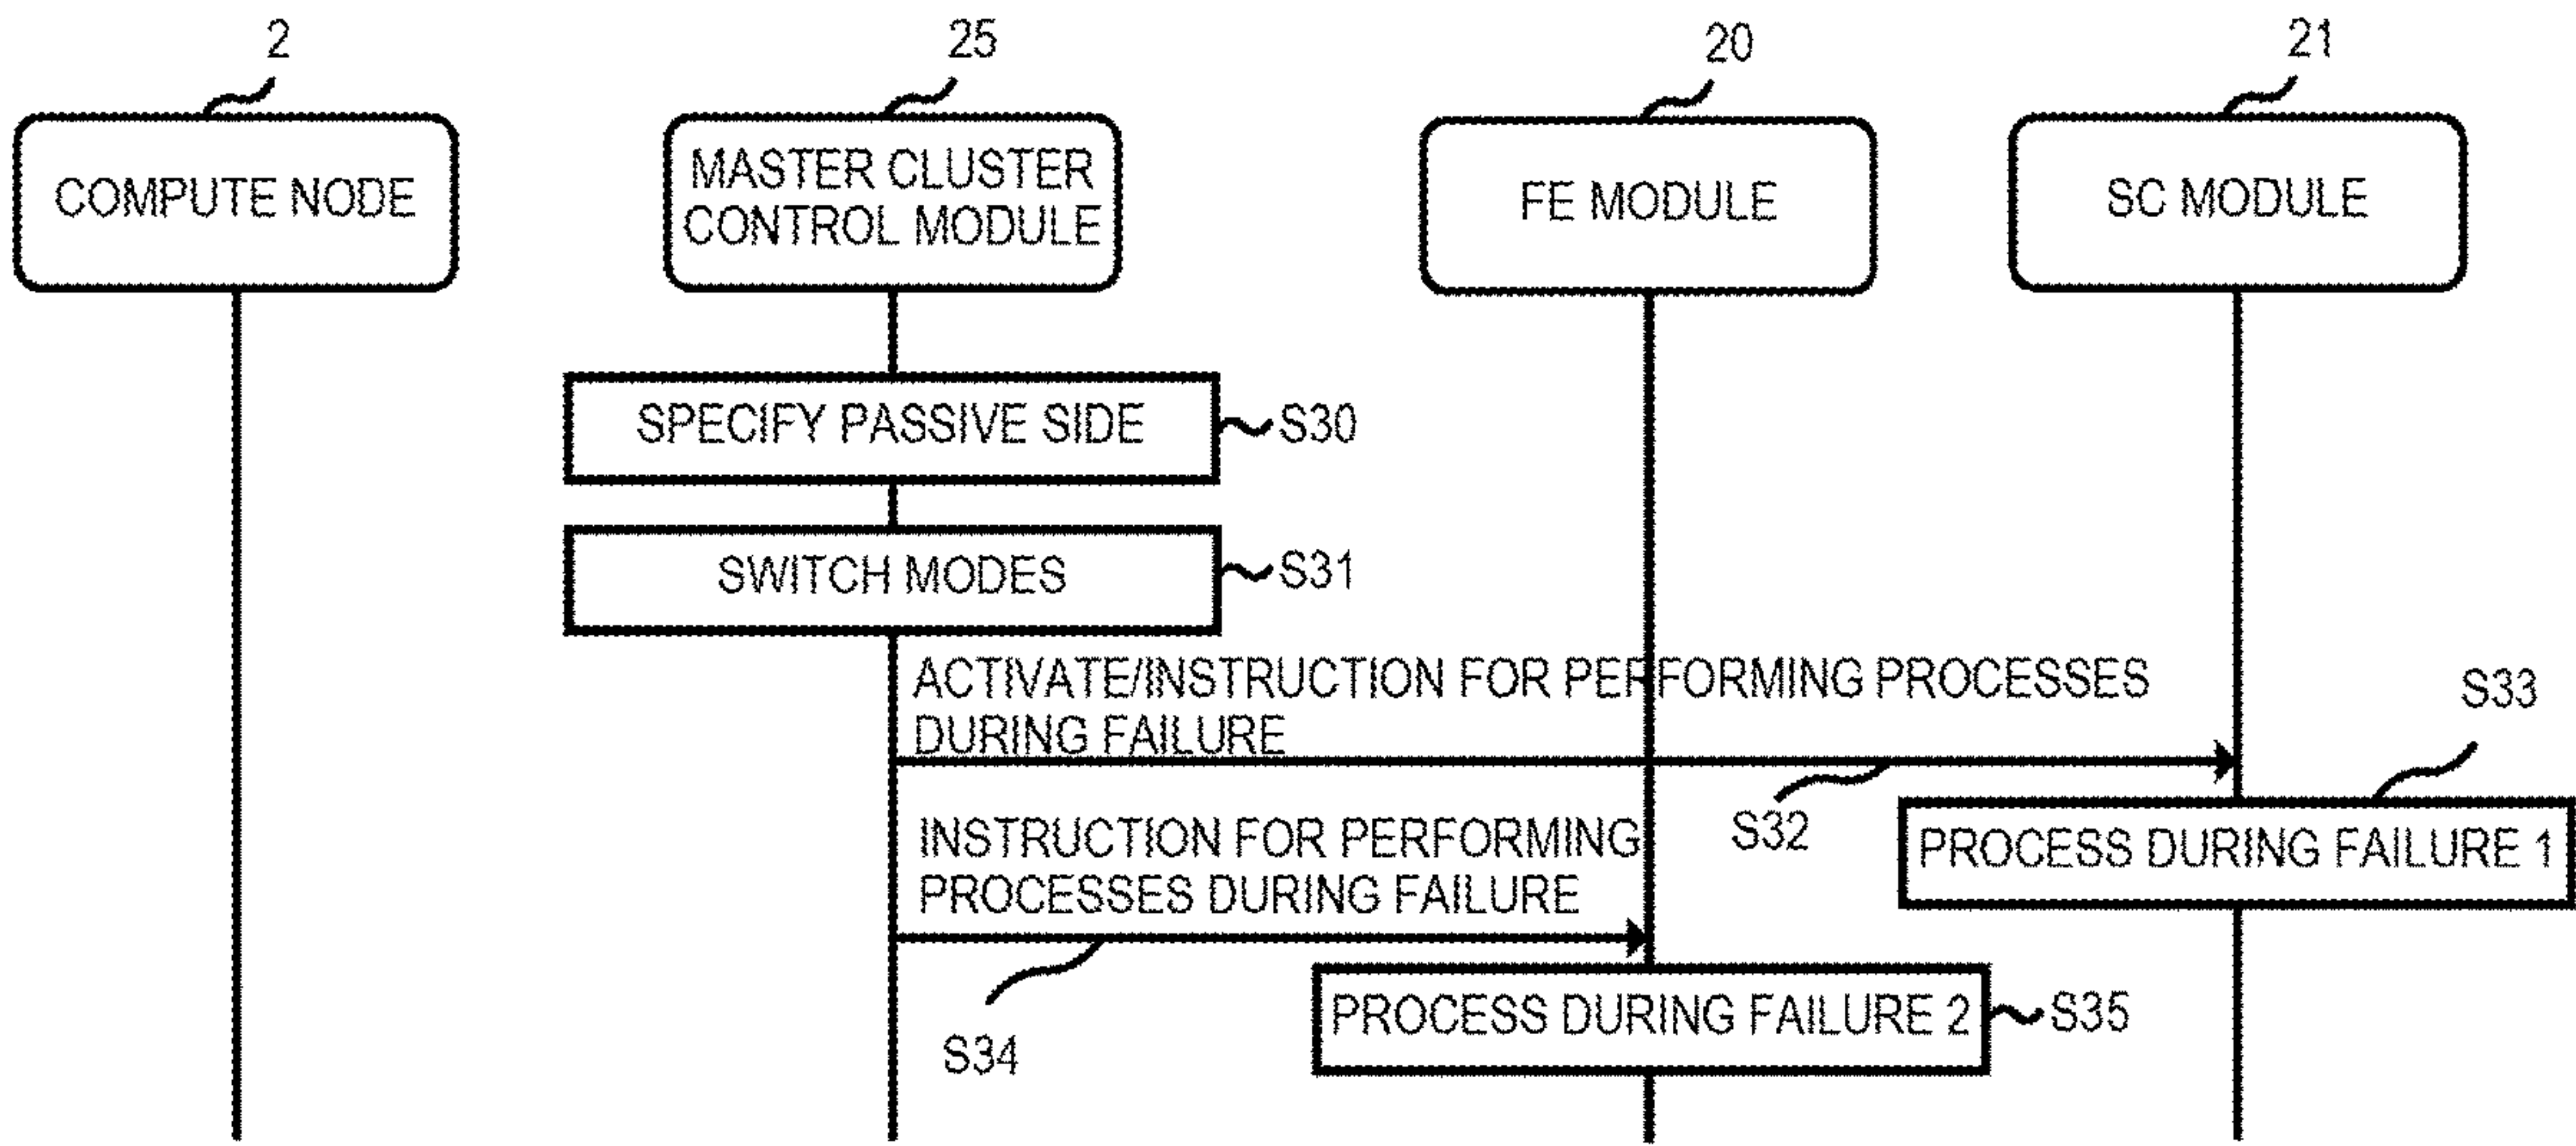 2
25
20
21
COMPUTE NODE
MASTER CLUSTER
CONTROL MODULE
FE MODULE
SC MODULE
SPECIFY PASSIVE SIDE
S30
SWITCH MODES
S31
ACTIVATE/INSTRUCTION FOR PERFORMING PROCESSES
DURING FAILURE
S33
S32
INSTRUCTION FOR PERFORMING
PROCESSES DURING FAILURE
PROCESS DURING FAILURE 1
S34
PROCESS DURING FAILURE 2
S35